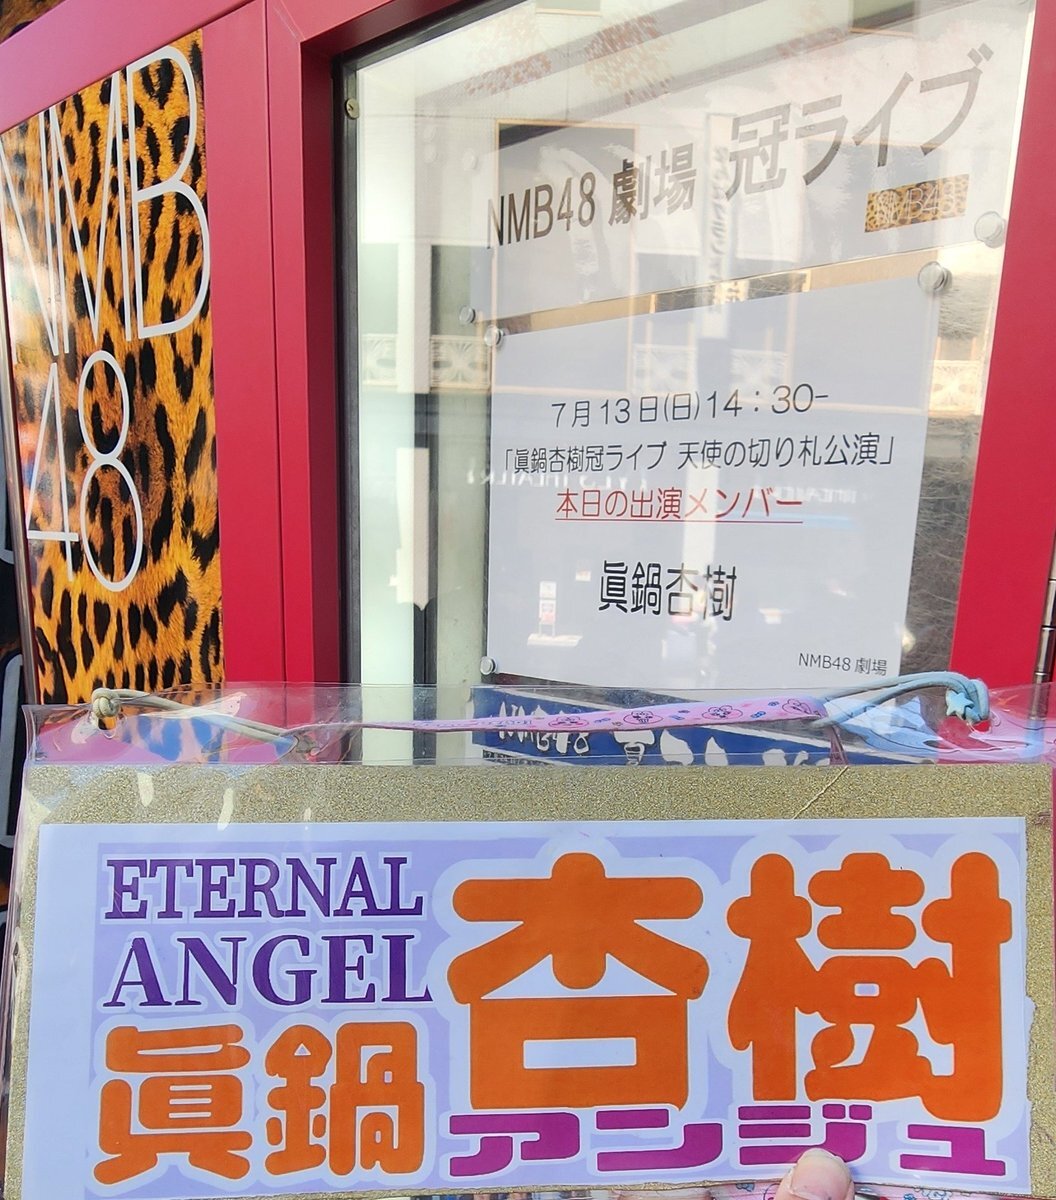 NMB
48
NMB48 劇場 冠ライブ
NMB48
7月13日(日)14：30-
「眞鍋杏樹冠ライブ 天使の切り札公演」
本日の出演メンバー
眞鍋杏樹
NMB48 劇場
NMB48
ETERNAL
ANGEL
眞鍋
杏樹
アンジュ